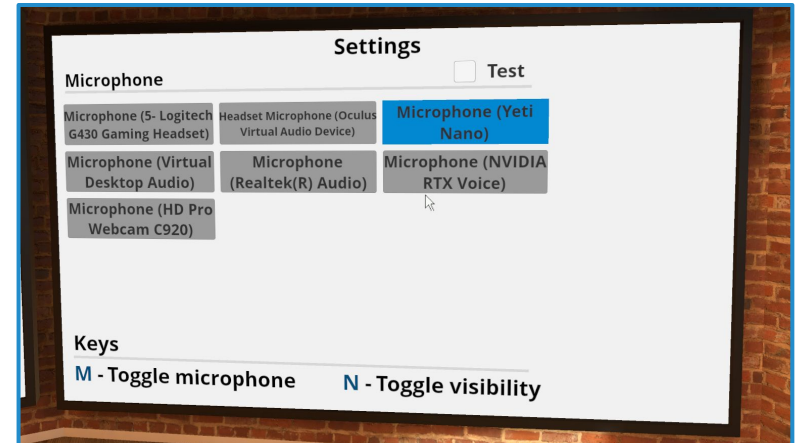 Settings
Microphone
Test
Microphone (5- Logitech
G430 Gaming Headset)
Headset Microphone (Oculus
Virtual Audio Device)
Microphone (Yeti
Nano)
Microphone (Virtual
Desktop Audio)
Microphone
(Realtek(R) Audio)
Microphone (NVIDIA
RTX Voice)
Microphone (HD Pro
Webcam C920)
Keys
M - Toggle microphone
N - Toggle visibility